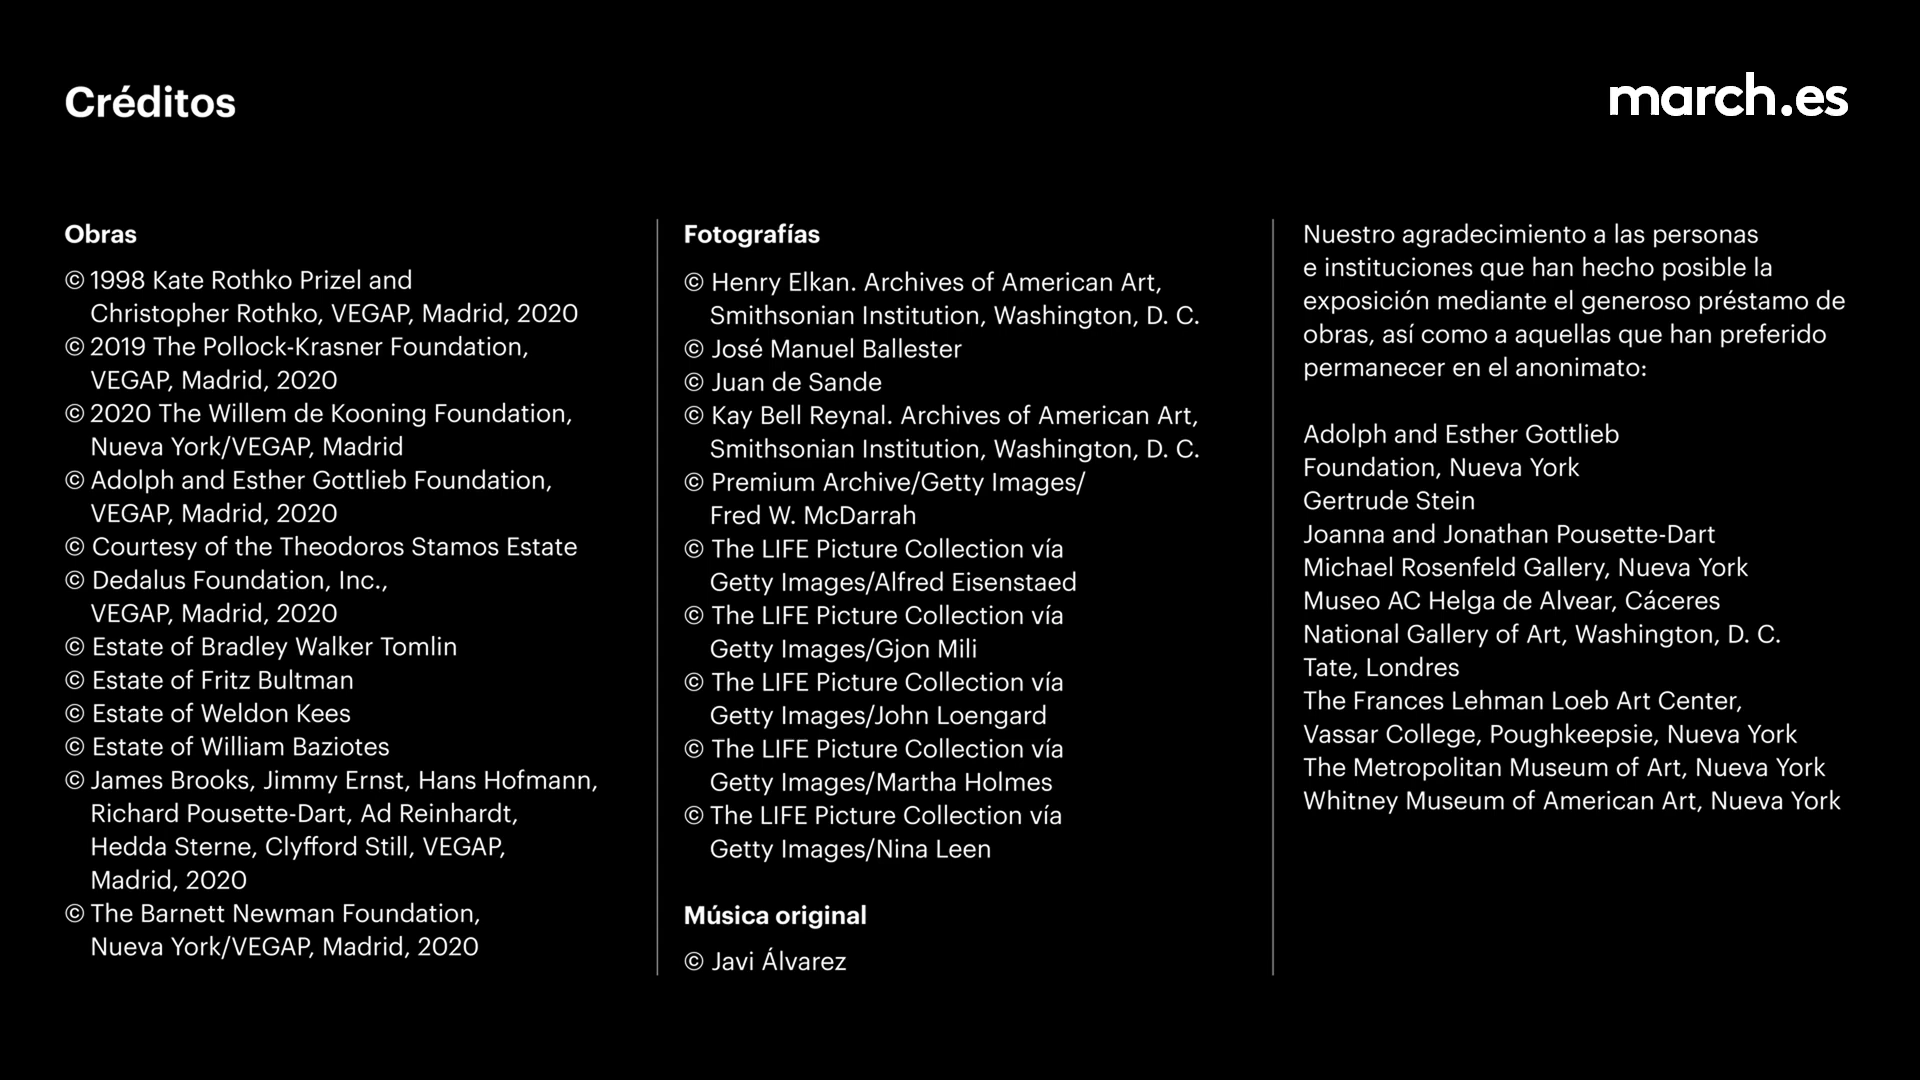 Créditos
march.es
Obras
© 1998 Kate Rothko Prizel and
Christopher Rothko, VEGAP, Madrid, 2020
© 2019 The Pollock-Krasner Foundation,
VEGAP, Madrid, 2020
© 2020 The Willem de Kooning Foundation,
Nueva York/VEGAP, Madrid
© Adolph and Esther Gottlieb Foundation,
VEGAP, Madrid, 2020
© Courtesy of the Theodoros Stamos Estate
© Dedalus Foundation, Inc.,
VEGAP, Madrid, 2020
© Estate of Bradley Walker Tomlin
© Estate of Fritz Bultman
© Estate of Weldon Kees
© Estate of William Baziotes
© James Brooks, Jimmy Ernst, Hans Hofmann,
Richard Pousette-Dart, Ad Reinhardt,
Hedda Sterne, Clyfford Still, VEGAP,
Madrid, 2020
© The Barnett Newman Foundation,
Nueva York/VEGAP, Madrid, 2020
Fotografías
© Henry Elkan. Archives of American Art,
Smithsonian Institution, Washington, D. C.
© José Manuel Ballester
© Juan de Sande
© Kay Bell Reynal. Archives of American Art,
Smithsonian Institution, Washington, D. C.
© Premium Archive/Getty Images/
Fred W. McDarrah
© The LIFE Picture Collection vía
Getty Images/Alfred Eisenstaed
© The LIFE Picture Collection vía
Getty Images/Gjon Mili
© The LIFE Picture Collection vía
Getty Images/John Loengard
© The LIFE Picture Collection vía
Getty Images/Martha Holmes
© The LIFE Picture Collection vía
Getty Images/Nina Leen
Música original
© Javi Álvarez
Nuestro agradecimiento a las personas
e instituciones que han hecho posible la
exposición mediante el generoso préstamo de
obras, así como a aquellas que han preferido
permanecer en el anonimato:
Adolph and Esther Gottlieb
Foundation, Nueva York
Gertrude Stein
Joanna and Jonathan Pousette-Dart
Michael Rosenfeld Gallery, Nueva York
Museo AC Helga de Alvear, Cáceres
National Gallery of Art, Washington, D. C.
Tate, Londres
The Frances Lehman Loeb Art Center,
Vassar College, Poughkeepsie, Nueva York
The Metropolitan Museum of Art, Nueva York
Whitney Museum of American Art, Nueva York